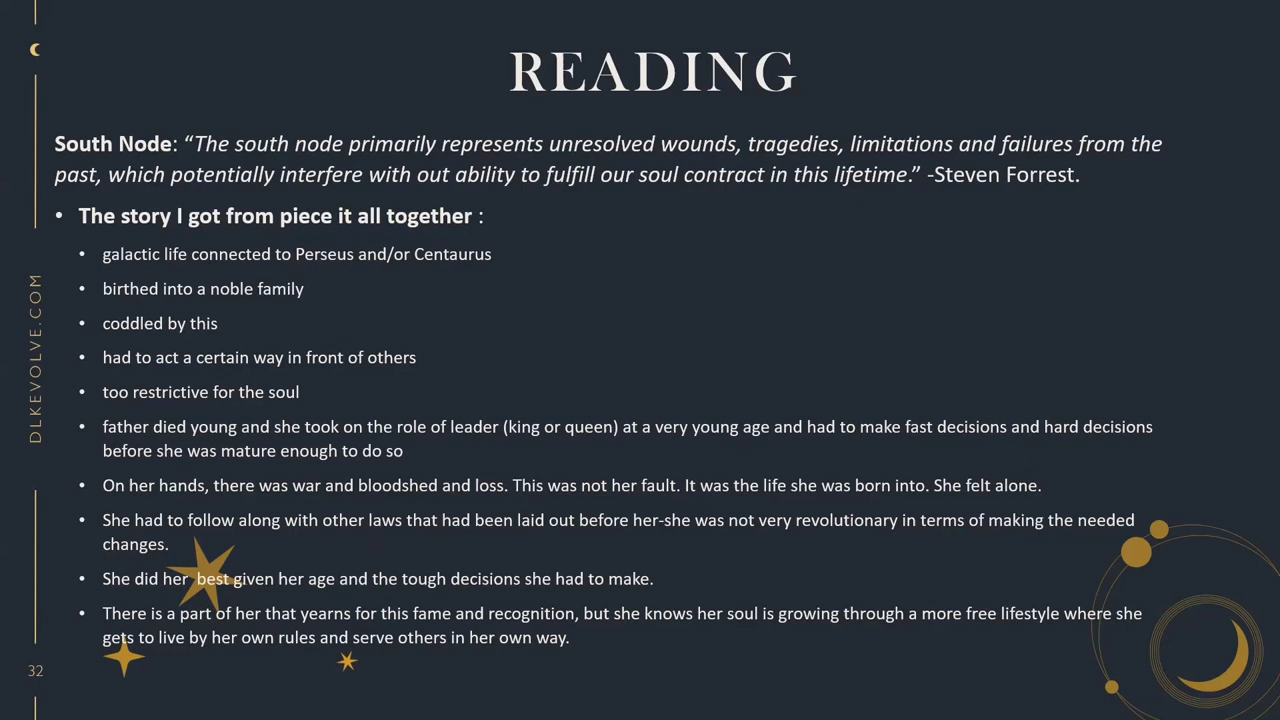 READING
South Node: “The south node primarily represents unresolved wounds, tragedies, limitations and failures from the
past, which potentially interfere with out ability to fulfill our soul contract in this lifetime.” -Steven Forrest.
• The story I got from piece it all together :
• galactic life connected to Perseus and/or Centaurus
• birthed into a noble family
• coddled by this
• had to act a certain way in front of others
• too restrictive for the soul
• father died young and she took on the role of leader (king or queen) at a very young age and had to make fast decisions and hard decisions
before she was mature enough to do so
• On her hands, there was war and bloodshed and loss. This was not her fault. It was the life she was born into. She felt alone.
• She had to follow along with other laws that had been laid out before her-she was not very revolutionary in terms of making the needed
changes.
• She did her best given her age and the tough decisions she had to make.
• There is a part of her that yearns for this fame and recognition, but she knows her soul is growing through a more free lifestyle where she
gets to live by her own rules and serve others in her own way.
DLKEVOLVE.COM
32